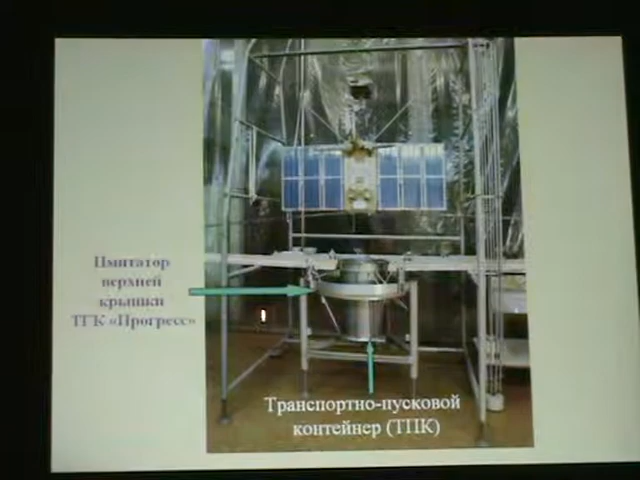 Имитатор
верхней
крышки
ТГК «Прогресс»
Транспортно-пусковой
контейнер (ТПК)